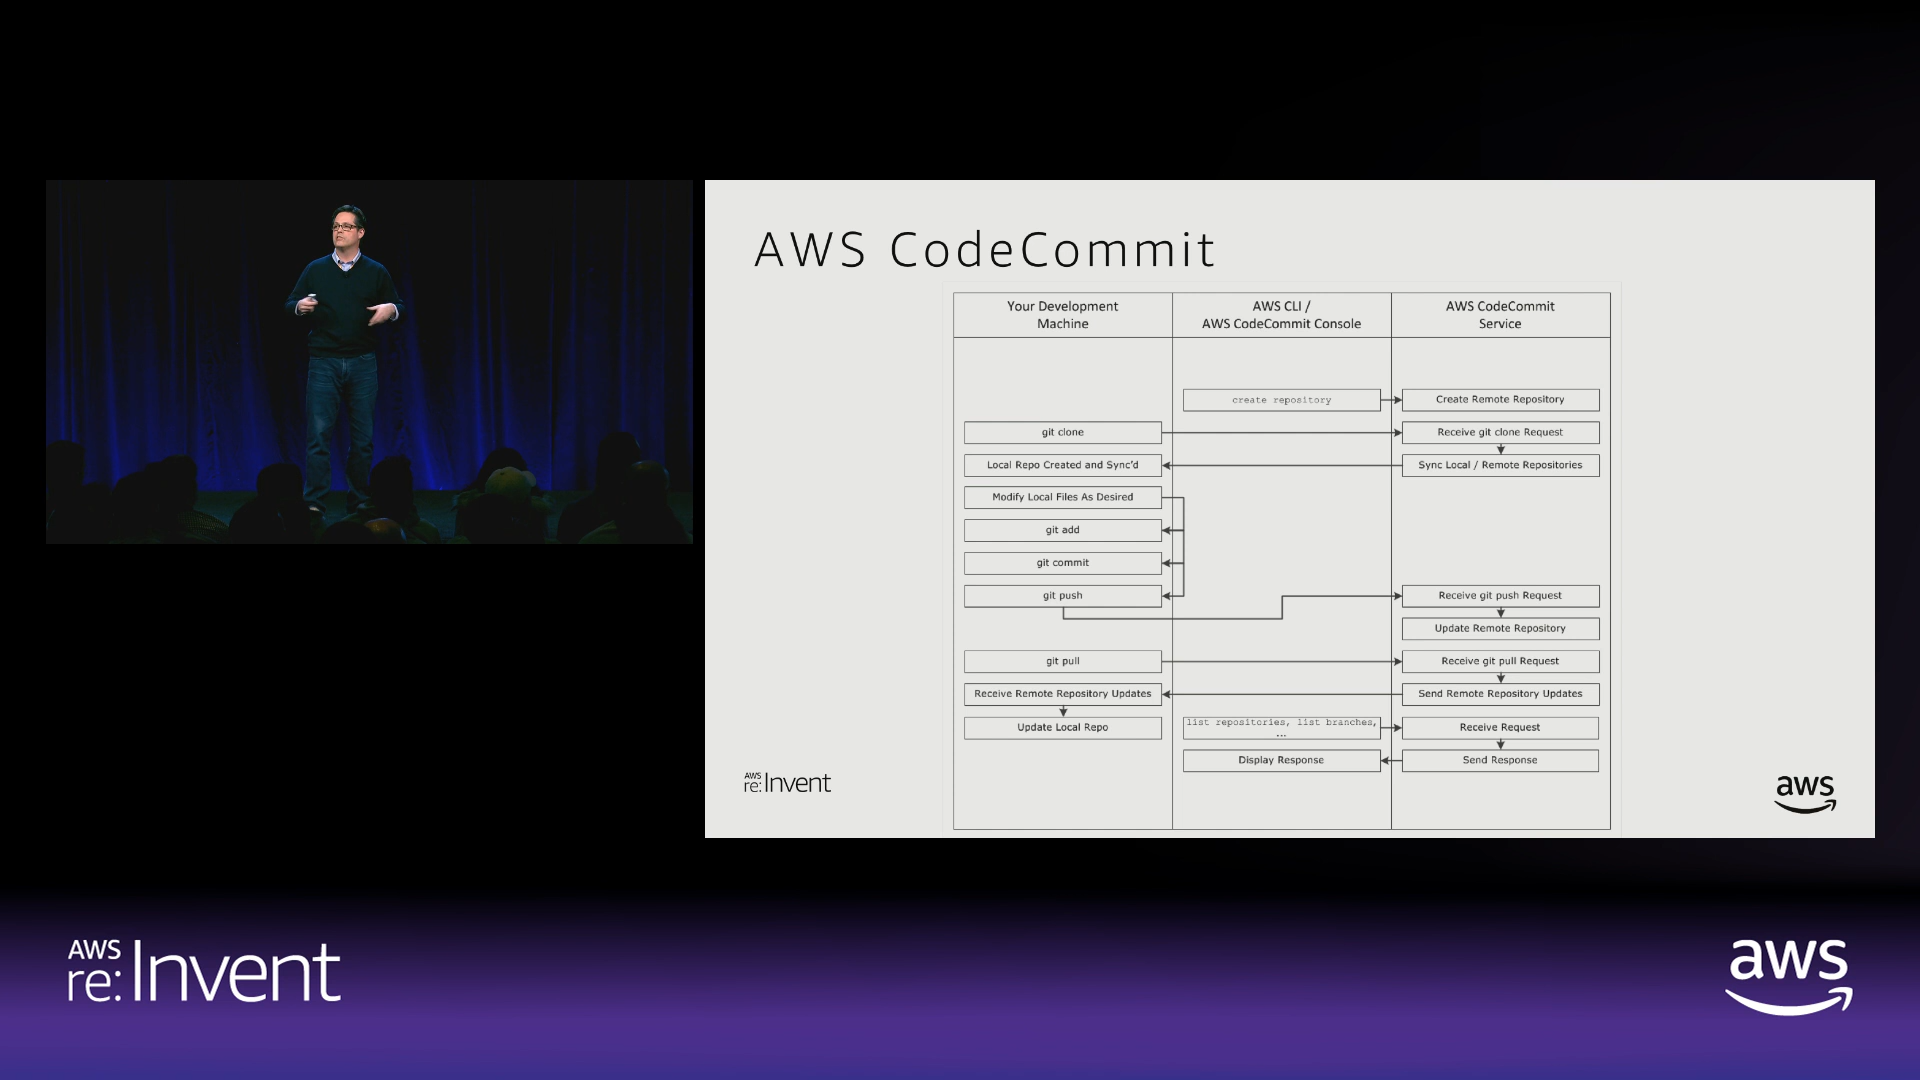 AWS CodeCommit
Your Development
Machine
AWS CLI /
AWS CodeCommit Console
AWS CodeCommit
Service
create repository
Create Remote Repository
git clone
Receive git clone Request
Local Repo Created and Sync'd
Sync Local / Remote Repositories
Modify Local Files As Desired
git add
git commit
git push
Receive git push Request
Update Remote Repository
git pull
Receive git pull Request
Receive Remote Repository Updates
Send Remote Repository Updates
Update Local Repo
list repositories, list branches,
...
Receive Request
Display Response
Send Response
AWS
re:Invent
aws
AWS
re:Invent
aws